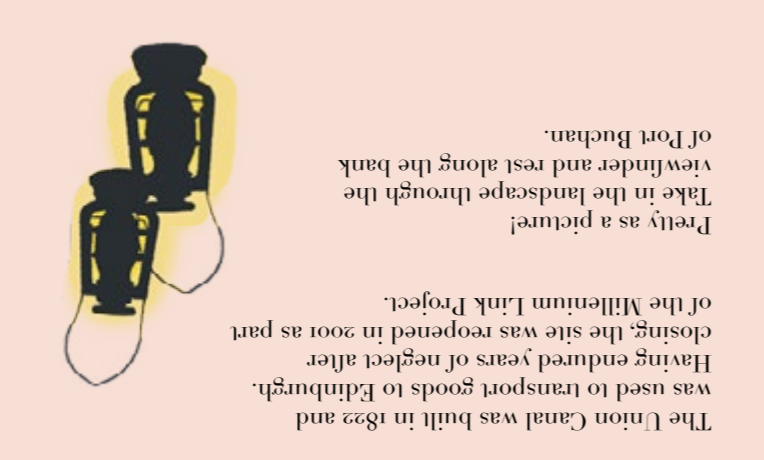 The Union Canal was built in 1822 and
was used to transport goods to Edinburgh.
Having endured years of neglect after
closing, the site was reopened in 2001 as part
of the Millenium Link Project.
Pretty as a picture!
Take in the landscape through the
viewfinder and rest along the bank
of Port Buchan.